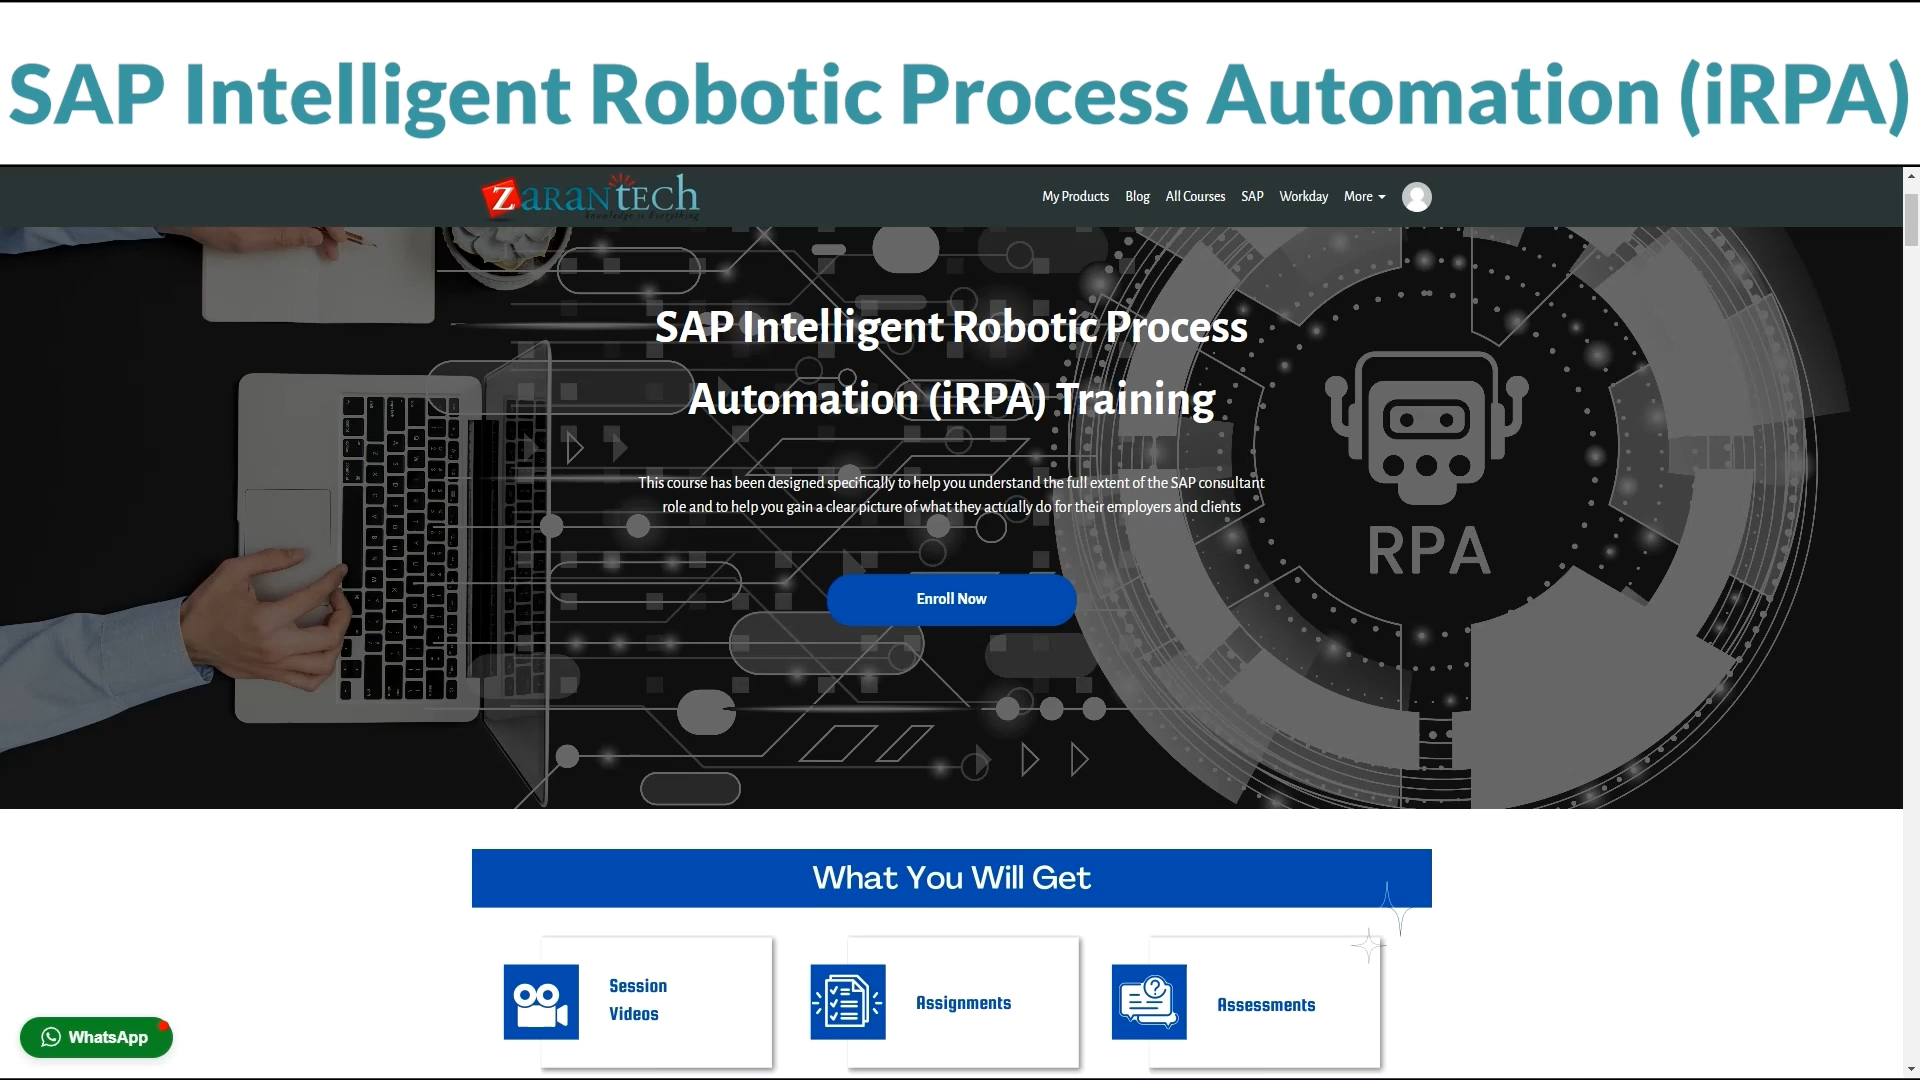 SAP Intelligent Robotic Process Automation (iRPA)
ZARANTECH
Knowledge is Everything
My Products Blog All Courses SAP Workday More
SAP Intelligent Robotic Process
Automation (iRPA) Training
This course has been designed specifically to help you understand the full extent of the SAP consultant
role and to help you gain a clear picture of what they actually do for their employers and clients
RPA
Enroll Now
What You Will Get
Session
Videos
Assignments
Assessments
WhatsApp